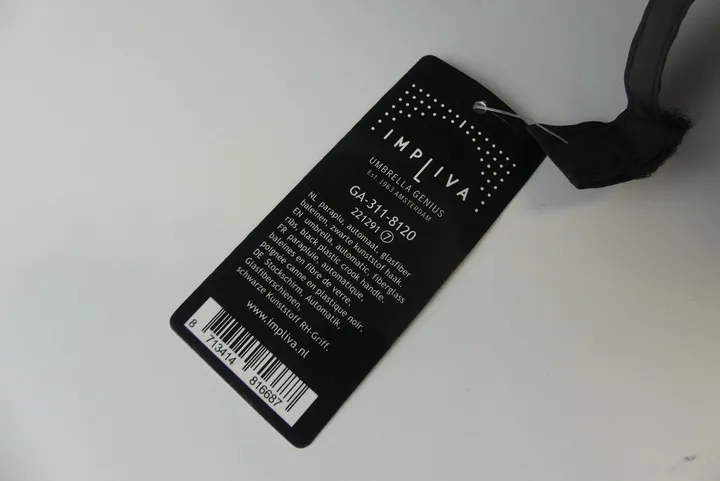 IMPLIVA
UMBRELLA GENIUS
Est. 1963 AMSTERDAM
GA-311-8120
221291 ⑦
NL paraplu, automaat, glasfiber
baleinen, zwarte kunststof haak.
EN umbrella, automatic, fiberglass
ribs, black plastic crook handle.
FR parapluie, automatique,
baleines en fibre de verre,
poignée canne en plastique noir.
DE Stockschirm, Automatik,
Glasfiberschienen,
schwarze Kunststoff RH-Griff.
www.impliva.nl
8 713414 816687